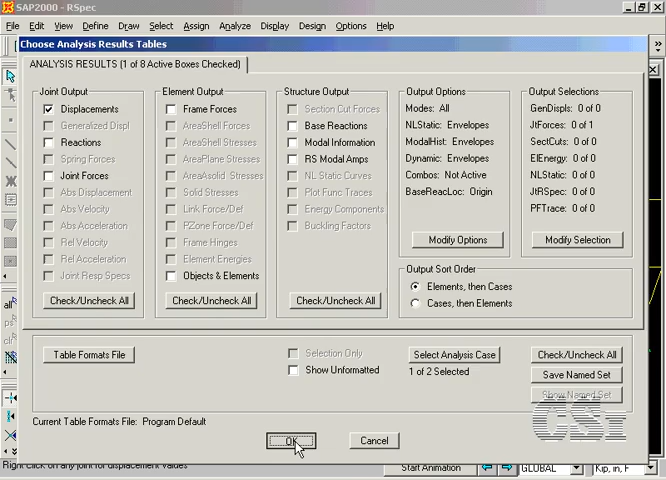 SAP2000 - RSpec
File Edit View Define Draw Select Assign Analyze Display Design Options Help
Choose Analysis Results Tables
ANALYSIS RESULTS (1 of 8 Active Boxes Checked)
Joint Output
Displacements
Generalized Displ
Reactions
Spring Forces
Joint Forces
Abs Displacement
Abs Velocity
Abs Acceleration
Rel Velocity
Rel Acceleration
Joint Resp Specs
Check/Uncheck All
Element Output
Frame Forces
AreaShell Forces
AreaShell Stresses
AreaPlane Stresses
AreaAsolid Stresses
Solid Stresses
Link Force/Def
PZone Force/Def
Frame Hinges
Element Energies
Objects & Elements
Check/Uncheck All
Structure Output
Section Cut Forces
Base Reactions
Modal Information
RS Modal Amps
NL Static Curves
Plot Func Traces
Energy Components
Buckling Factors
Check/Uncheck All
Output Options
Modes: All
NLStatic: Envelopes
ModalHist: Envelopes
Dynamic: Envelopes
Combos: Not Active
BaseReacLoc: Origin
Modify Options
Output Selections
GenDispls: 0 of 0
JtForces: 0 of 1
SectCuts: 0 of 0
ElEnergy: 0 of 0
NLStatic: 0 of 0
JtRSpec: 0 of 0
PFTrace: 0 of 0
Modify Selection
Output Sort Order
Elements, then Cases
Cases, then Elements
Table Formats File
Selection Only
Show Unformatted
Select Analysis Case
1 of 2 Selected
Check/Uncheck All
Save Named Set
Show Named Set
Current Table Formats File: Program Default
OK
Cancel
CSI
all
ps
clr
Right Click on any joint for displacement values
Start Animation
GLOBAL
Kip, in, F